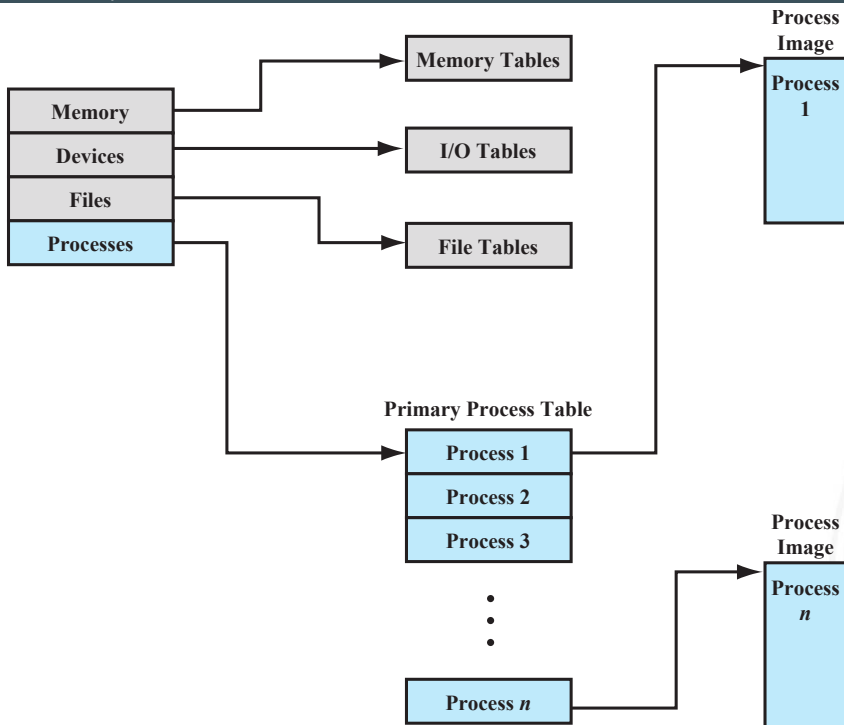 Memory
Devices
Files
Processes
Memory Tables
I/O Tables
File Tables
Primary Process Table
Process 1
Process 2
Process 3
Process n
Process
Image
Process
1
Process
Image
Process
n